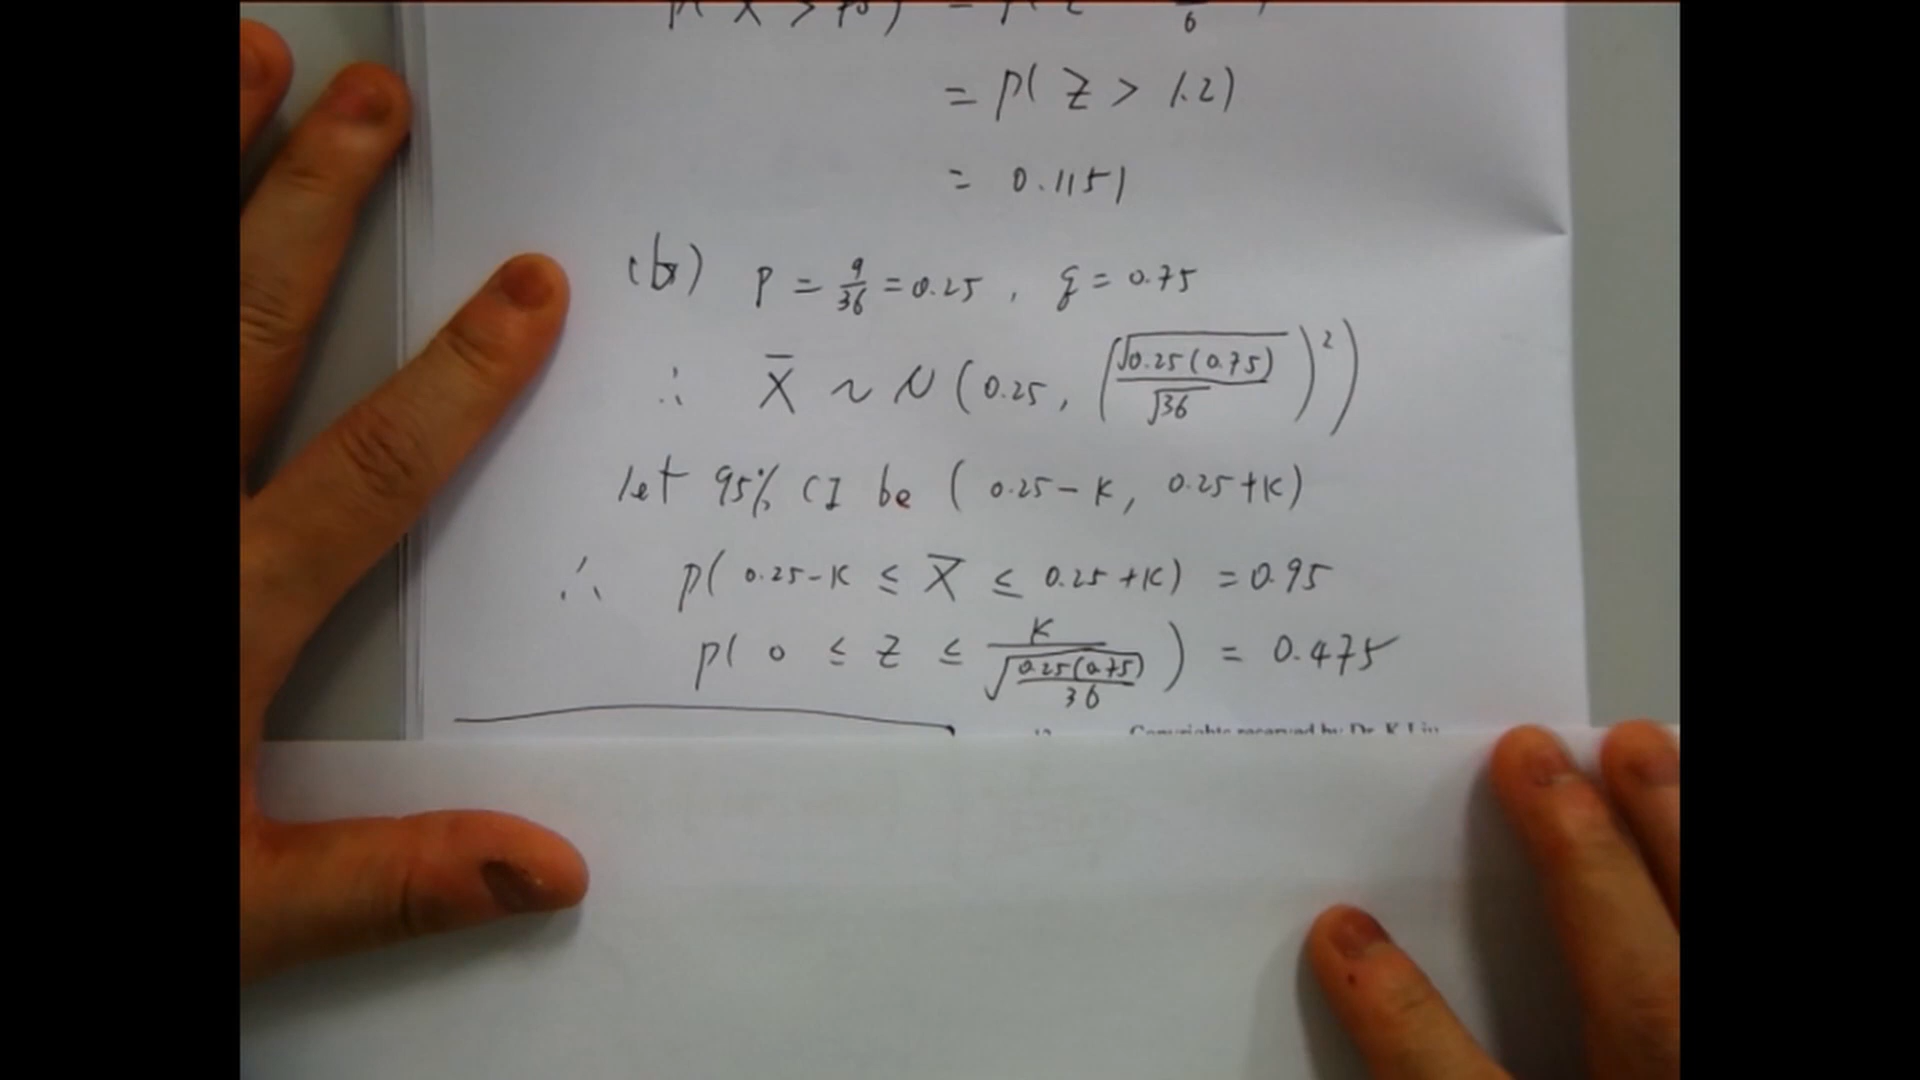 = P( Z > 1.2)
= 0.1151
(b) P = 9/36 = 0.25 , q = 0.75
∴ X̄ ~ N ( 0.25 , ( √0.25(0.75) / √36 )² )
let 95% CI be ( 0.25 - K , 0.25 + K )
∴ P( 0.25 - K ≤ X̄ ≤ 0.25 + K ) = 0.95
P( 0 ≤ Z ≤ K / √( 0.25(0.75) / 36 ) ) = 0.475